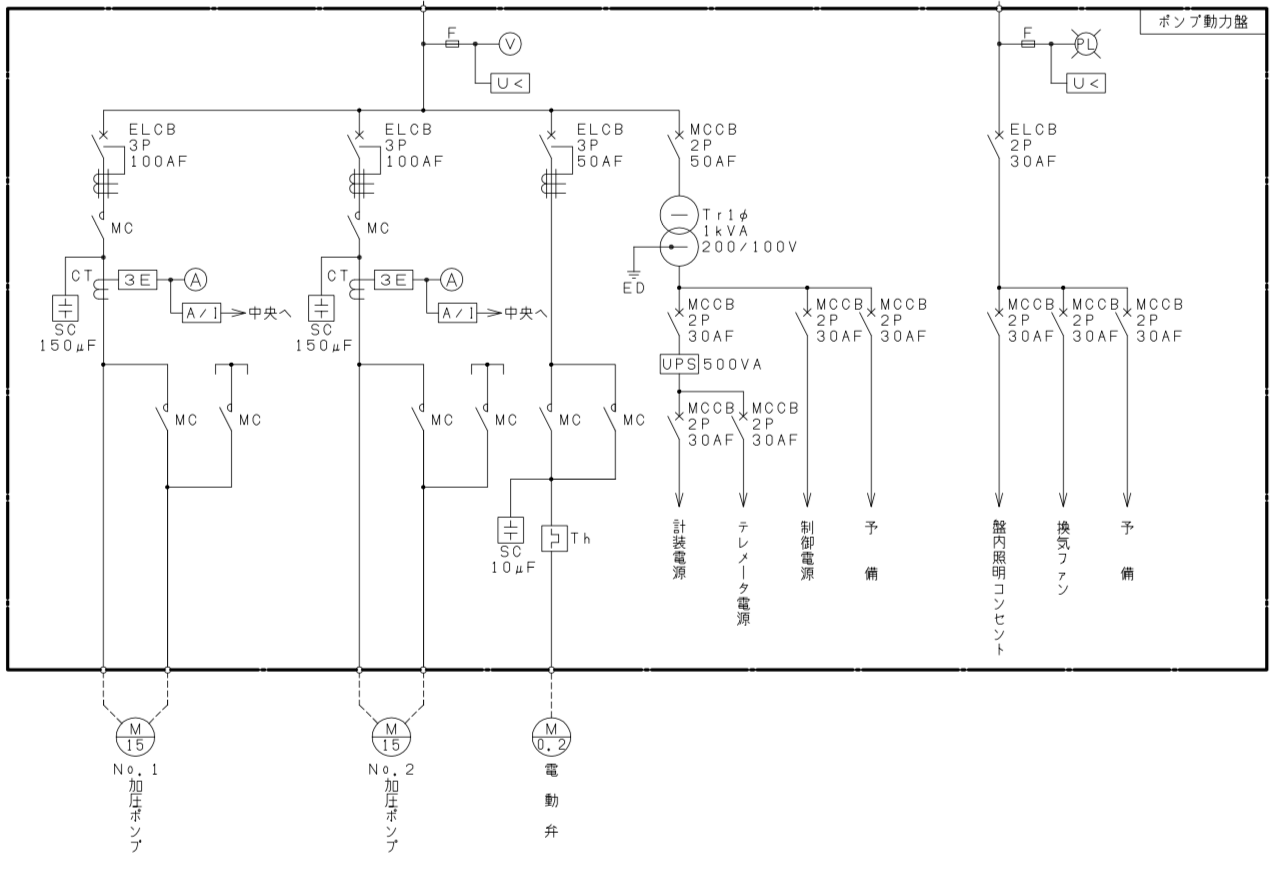 ポンプ動力盤
F
V
U<
F
PL
U<
ELCB
3P
100AF
ELCB
3P
100AF
ELCB
3P
50AF
MCCB
2P
50AF
ELCB
2P
30AF
MC
MC
Tr1φ
1kVA
200/100V
ED
CT
3E
A
A/I
中央へ
SC
150μF
CT
3E
A
A/I
中央へ
SC
150μF
MCCB
2P
30AF
MCCB
2P
30AF
MCCB
2P
30AF
MCCB
2P
30AF
MCCB
2P
30AF
MCCB
2P
30AF
UPS
500VA
MC
MC
MC
MC
MC
MC
MCCB
2P
30AF
MCCB
2P
30AF
SC
10μF
Th
計装電源
テレメータ電源
制御電源
予備
盤内照明コンセント
換気ファン
予備
M
15
No.1
加圧ポンプ
M
15
No.2
加圧ポンプ
M
0.2
電動弁